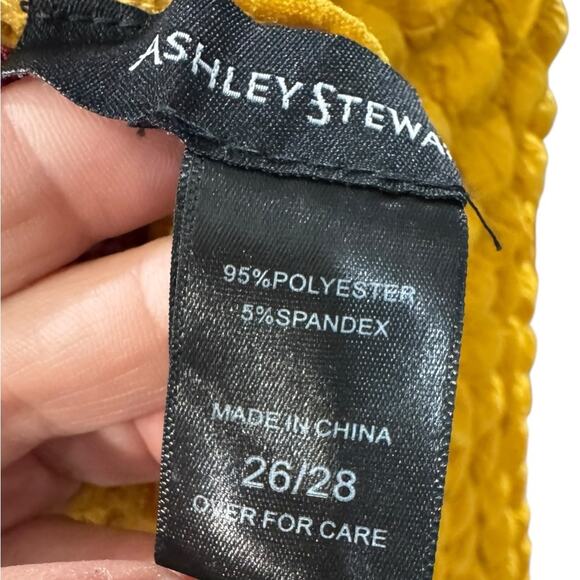 ASHLEY STEWA
95%POLYESTER
5%SPANDEX
MADE IN CHINA
26/28
OVER FOR CARE